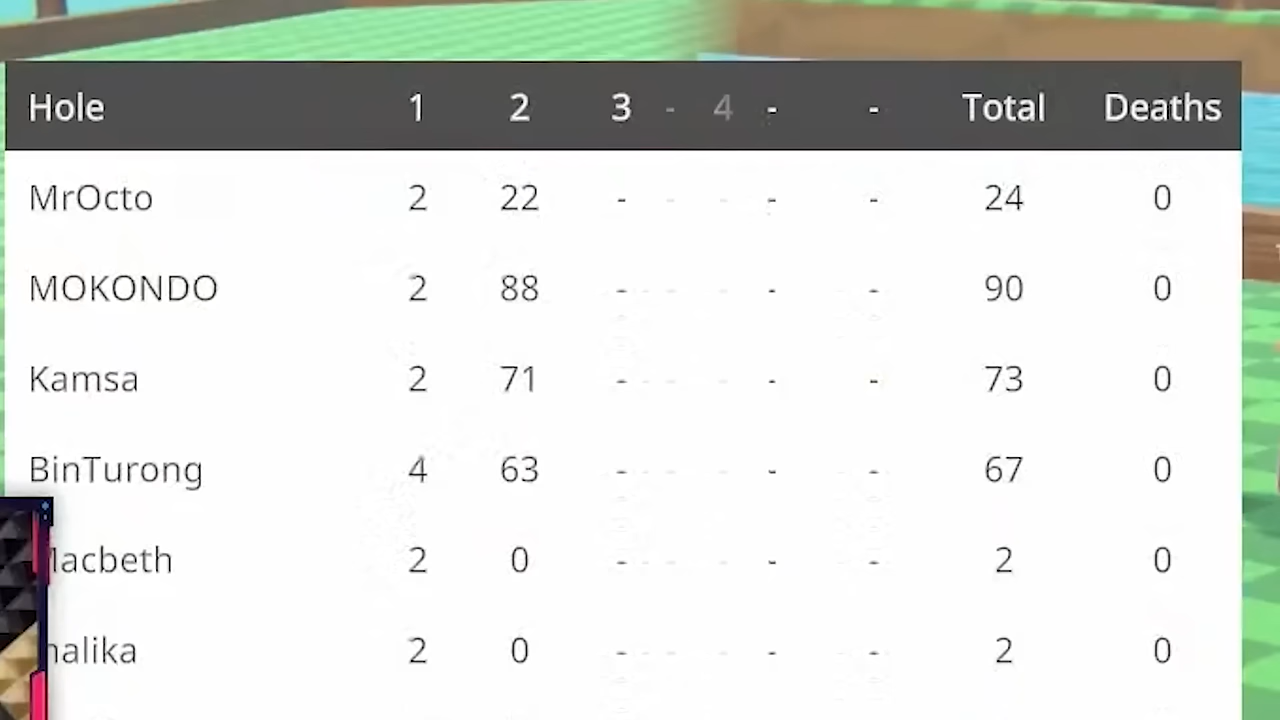 Hole 1 2 3 - 4 - - Total Deaths
MrOcto 2 22 - - - - - 24 0
MOKONDO 2 88 - - - - - 90 0
Kamsa 2 71 - - - - - 73 0
BinTurong 4 63 - - - - - 67 0
Macbeth 2 0 - - - - - 2 0
halika 2 0 - - - - - 2 0